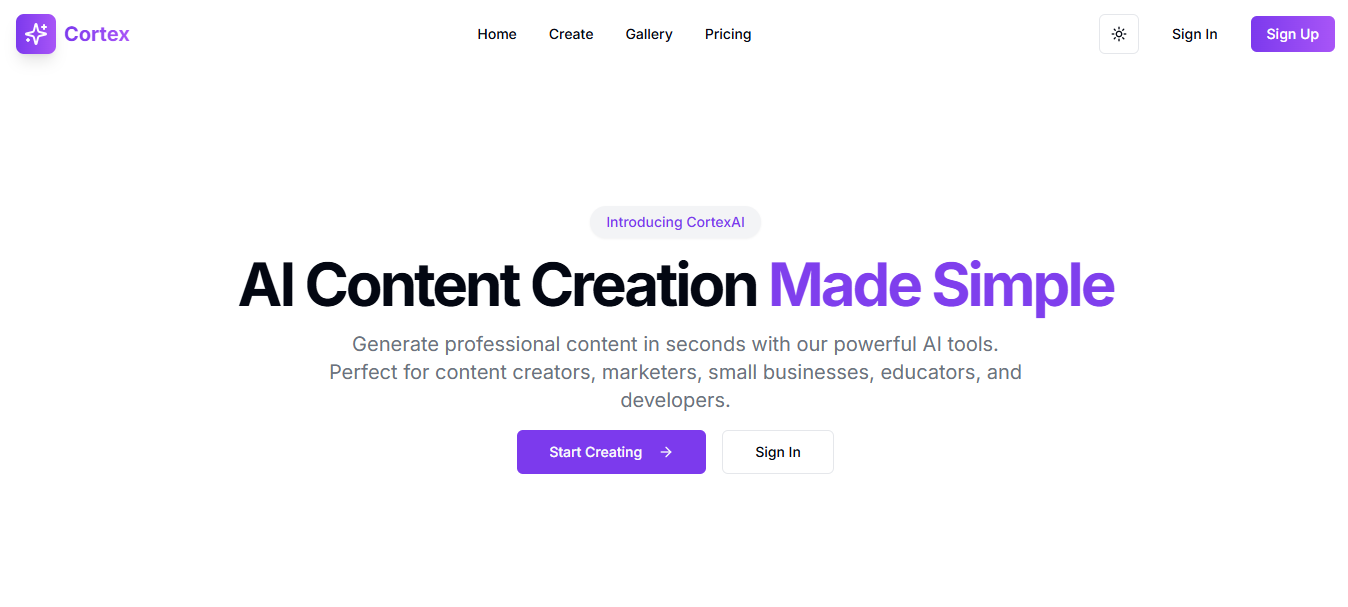 Cortex
Home
Create
Gallery
Pricing
Sign In
Sign Up
Introducing CortexAI
AI Content Creation Made Simple
Generate professional content in seconds with our powerful AI tools.
Perfect for content creators, marketers, small businesses, educators, and
developers.
Start Creating
Sign In